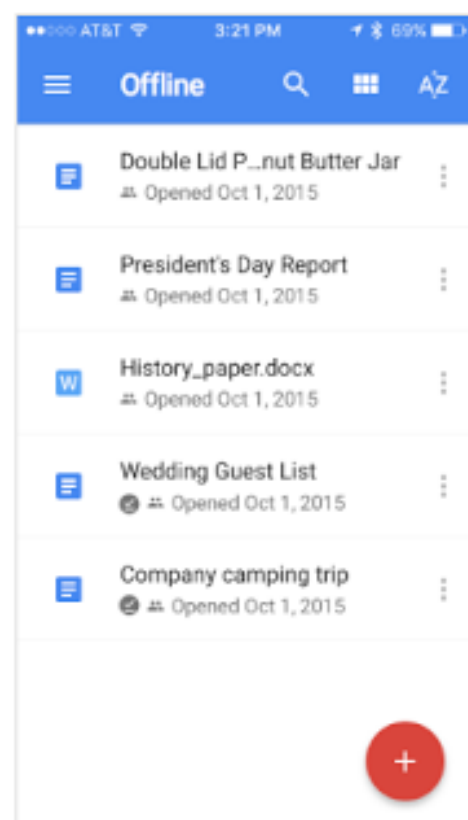 AT&T 3:21 PM 69%
Offline AZ
Double Lid P...nut Butter Jar
Opened Oct 1, 2015
President's Day Report
Opened Oct 1, 2015
W History_paper.docx
Opened Oct 1, 2015
Wedding Guest List
Opened Oct 1, 2015
Company camping trip
Opened Oct 1, 2015
+